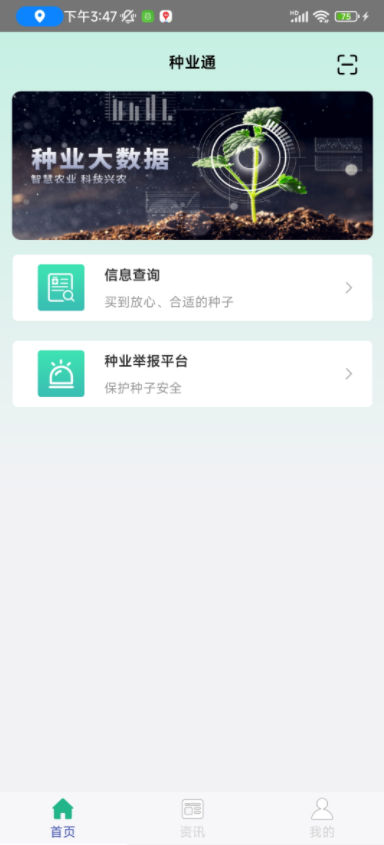 下午3:47
HD
75
种业通
种业大数据
智慧农业 科技兴农
信息查询
买到放心、合适的种子
种业举报平台
保护种子安全
首页
资讯
我的